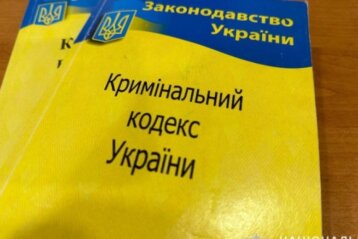 Законодавство
України
Кримінальний
кодекс
України